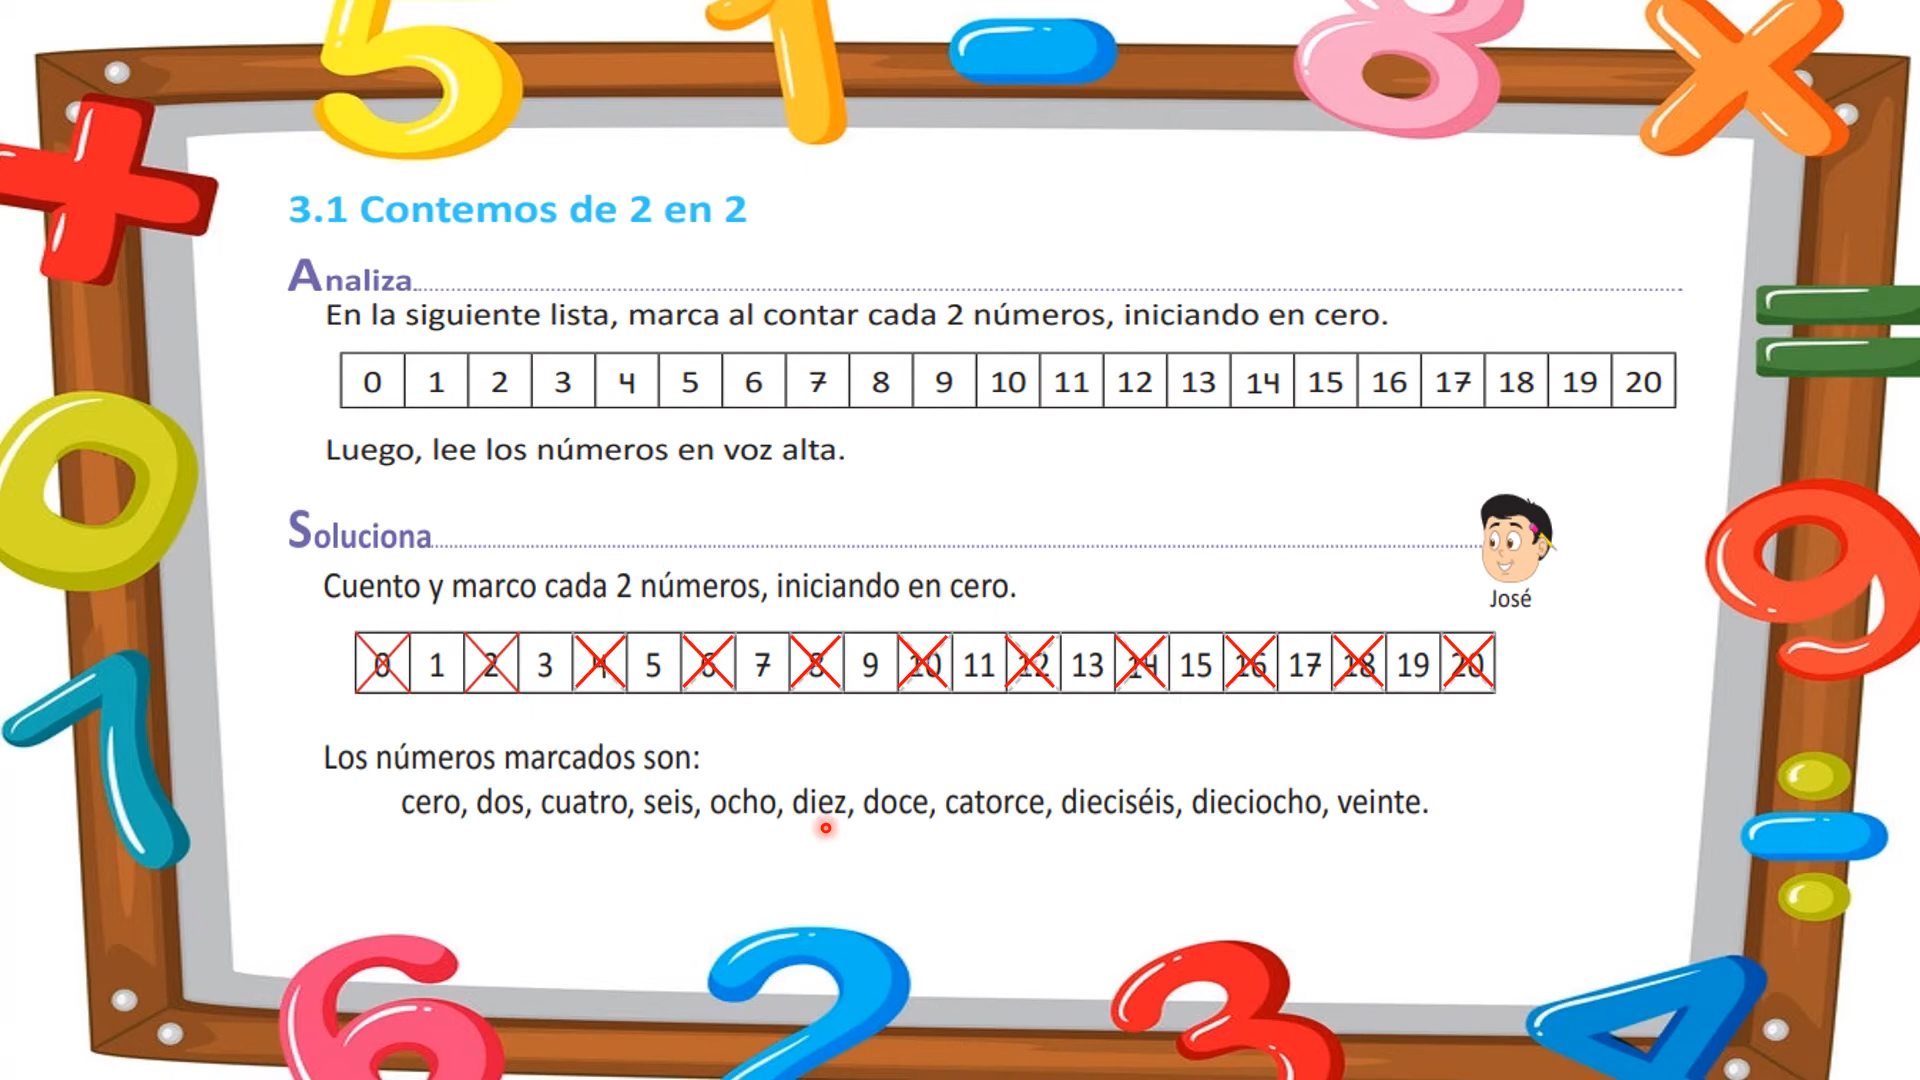 3.1 Contemos de 2 en 2
Analiza
En la siguiente lista, marca al contar cada 2 números, iniciando en cero.
0 1 2 3 4 5 6 7 8 9 10 11 12 13 14 15 16 17 18 19 20
Luego, lee los números en voz alta.
Soluciona
José
Cuento y marco cada 2 números, iniciando en cero.
0 1 2 3 4 5 6 7 8 9 10 11 12 13 14 15 16 17 18 19 20
Los números marcados son:
cero, dos, cuatro, seis, ocho, diez, doce, catorce, dieciséis, dieciocho, veinte.